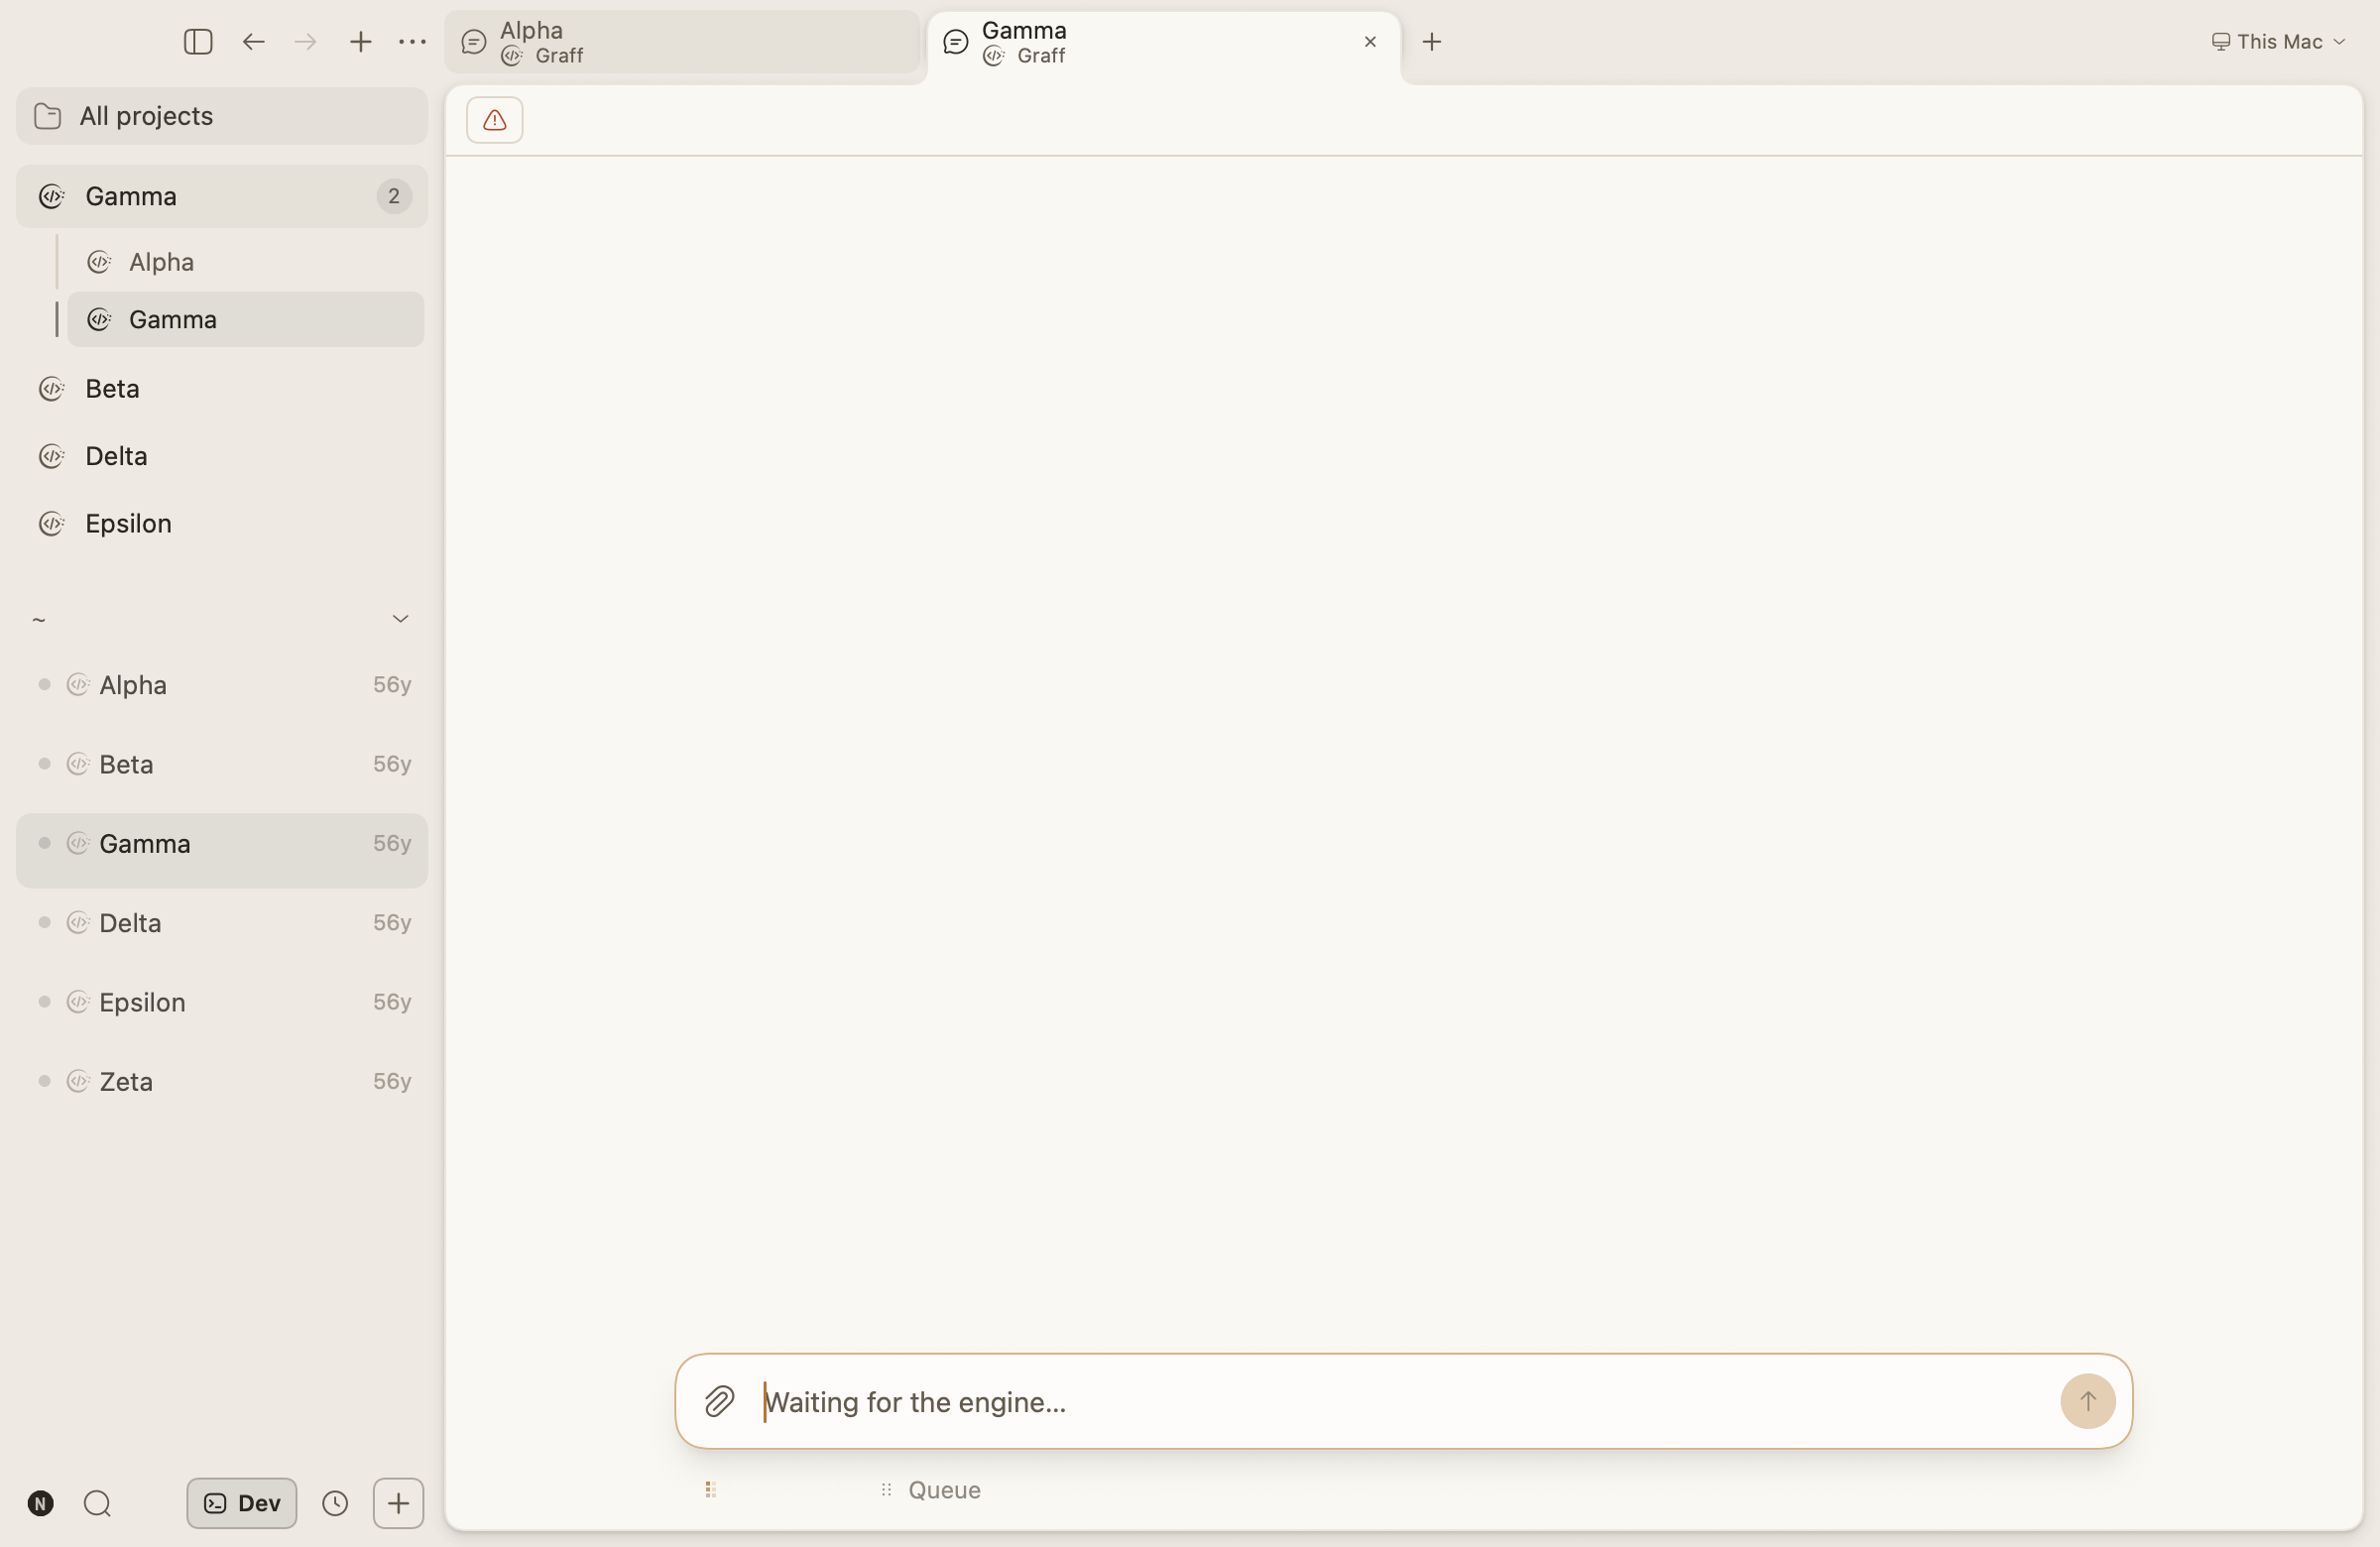 Alpha
Graff
Gamma
Graff
This Mac
All projects
Gamma 2
Alpha
Gamma
Beta
Delta
Epsilon
~
Alpha 56y
Beta 56y
Gamma 56y
Delta 56y
Epsilon 56y
Zeta 56y
Waiting for the engine...
Queue
N
Dev